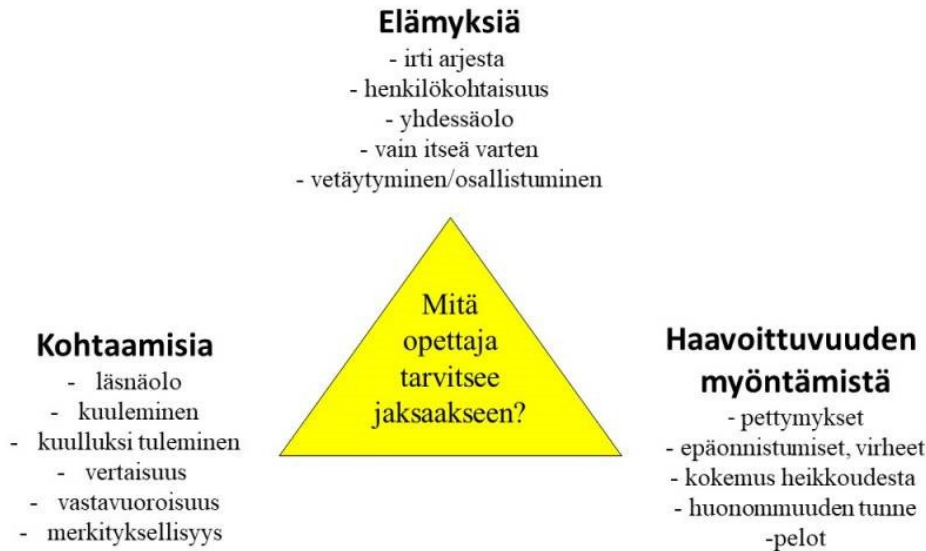 Elämyksiä
- irti arjesta
- henkilökohtaisuus
- yhdessäolo
- vain itseä varten
- vetäytyminen/osallistuminen
Mitä
opettaja
tarvitsee
jaksaakseen?
Kohtaamisia
- läsnäolo
- kuuleminen
- kuulluksi tuleminen
- vertaisuus
- vastavuoroisuus
- merkityksellisyys
Haavoittuvuuden
myöntämistä
- pettymykset
- epäonnistumiset, virheet
- kokemus heikkoudesta
- huonommuuden tunne
-pelot